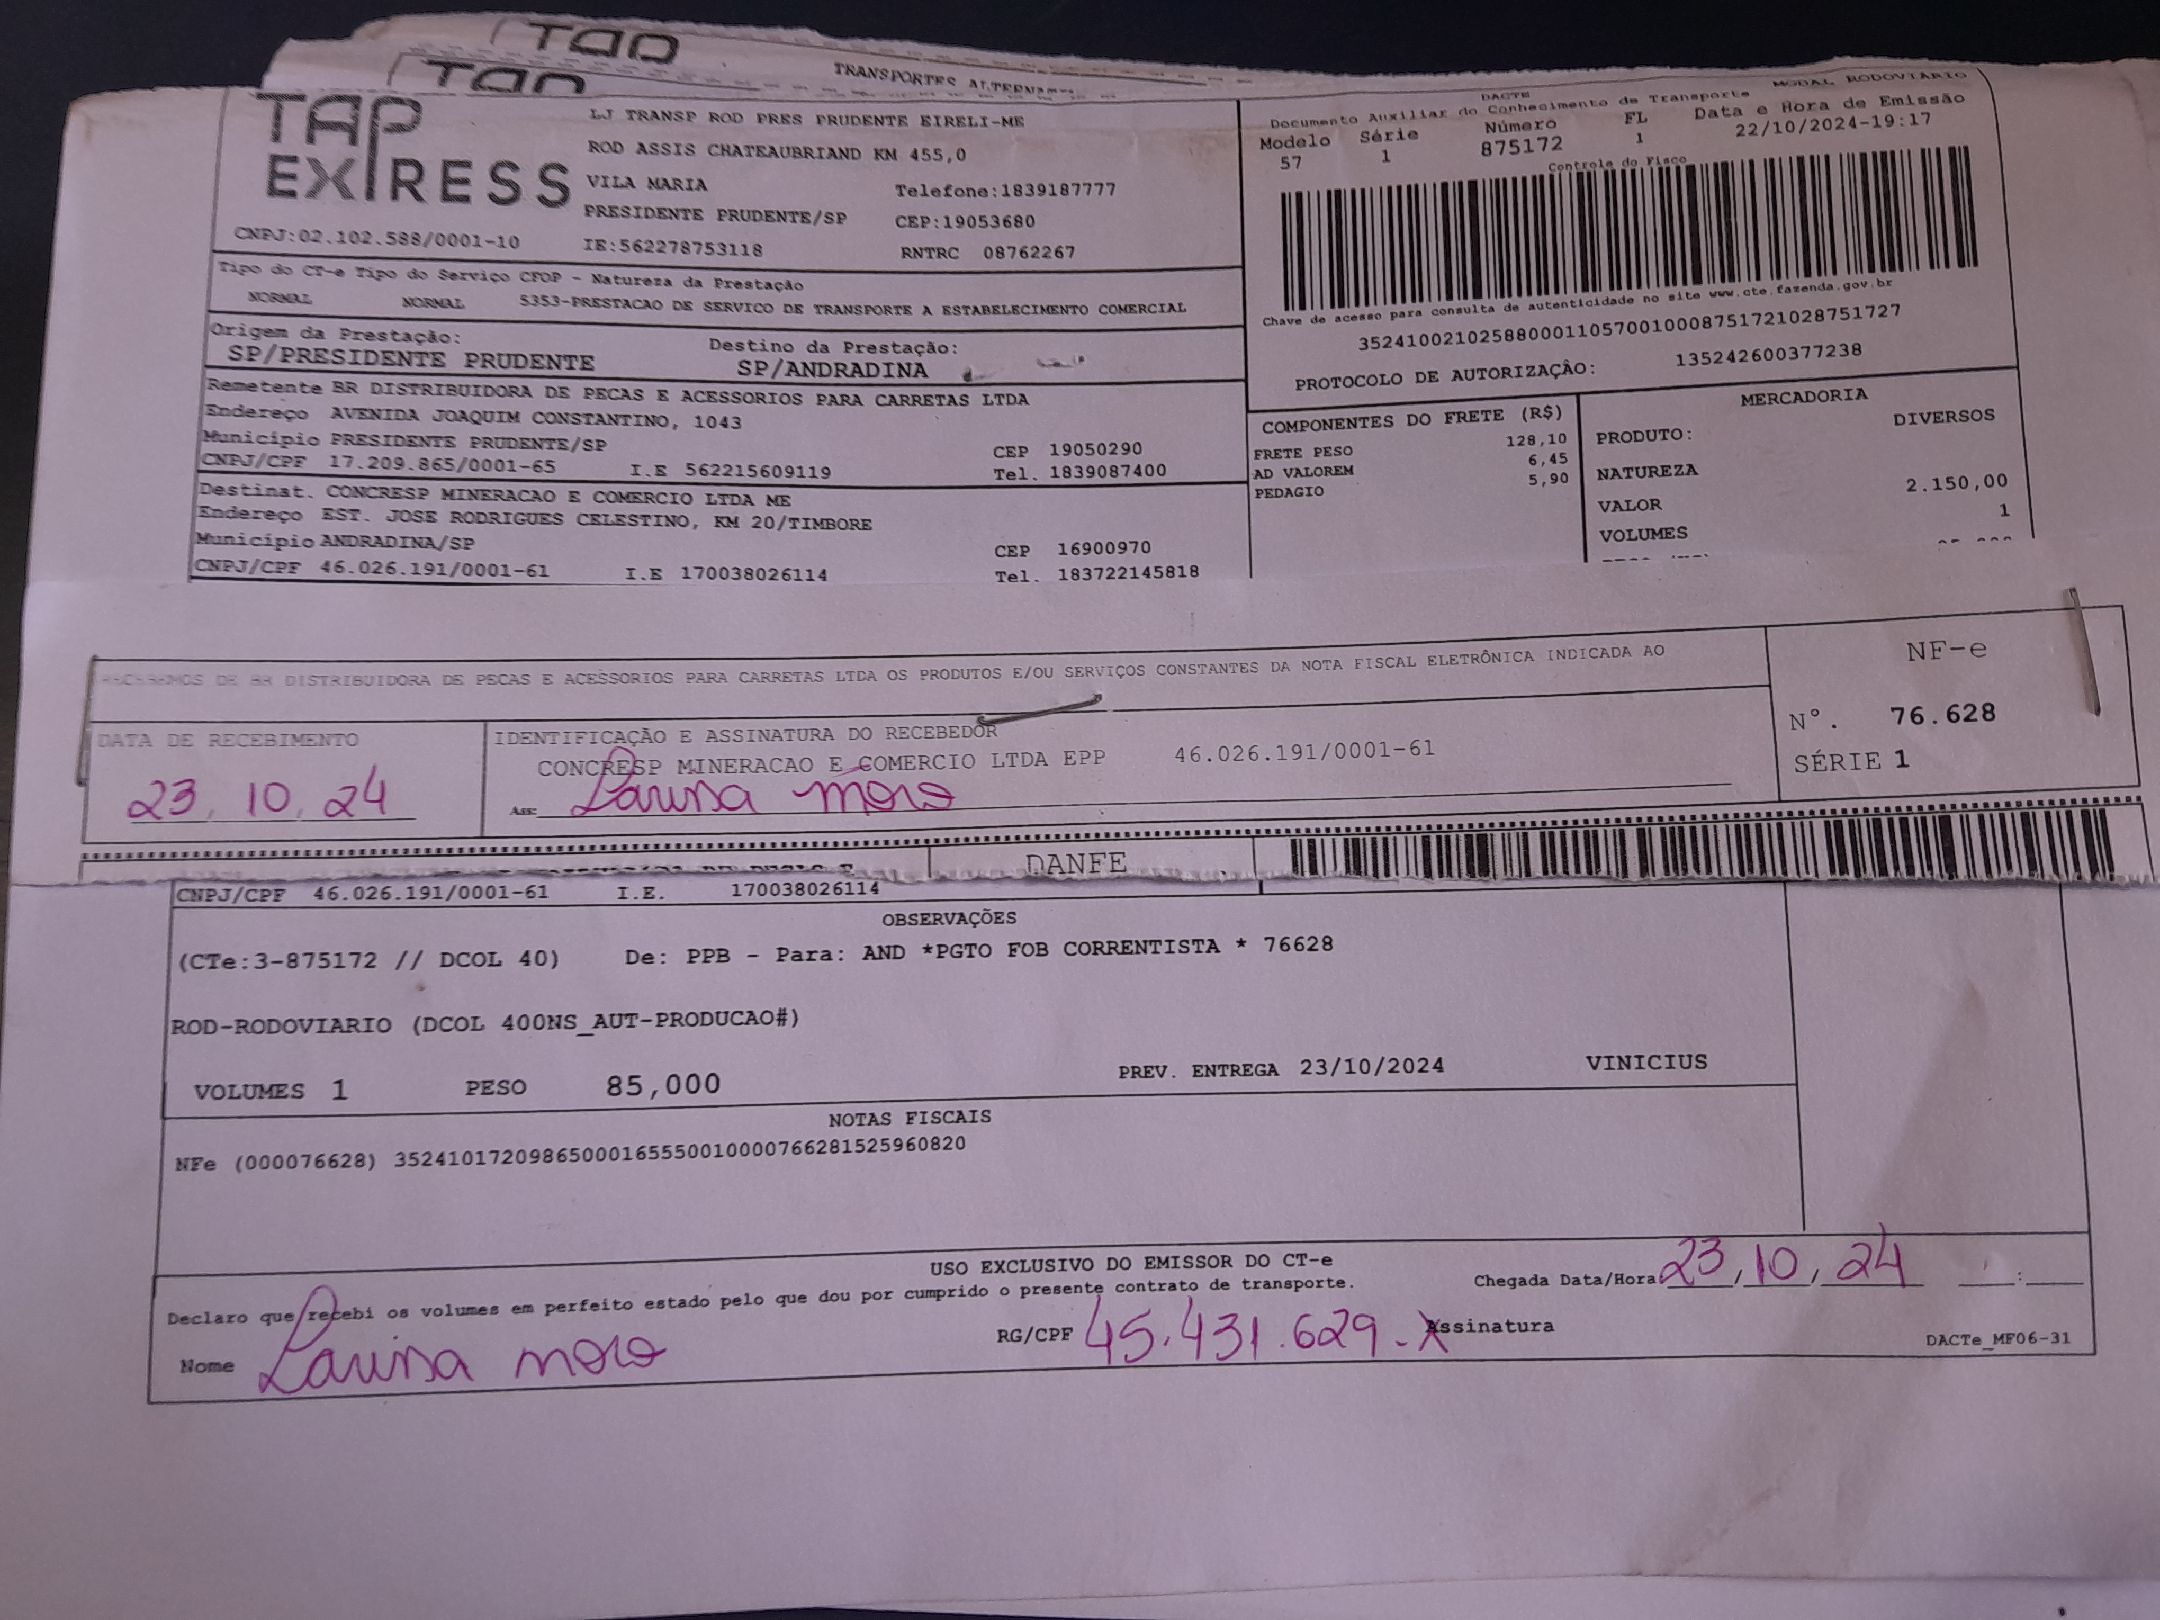 TAP
TAP
TRANSPORTES ALTERNA
TAP EXPRESS
LJ TRANSP ROD PRES PRUDENTE EIRELI-ME
ROD ASSIS CHATEAUBRIAND KM 455,0
VILA MARIA Telefone:1839187777
PRESIDENTE PRUDENTE/SP CEP:19053680
CNPJ:02.102.588/0001-10 IE:562278753118 RNTRC 08762267
DACTE MODAL RODOVIÁRIO
Documento Auxiliar do Conhecimento de Transporte
Modelo Série Número FL Data e Hora de Emissão
57 1 875172 1 22/10/2024-19:17
Controle do Fisco
Chave de acesso para consulta de autenticidade no site www.cte.fazenda.gov.br
35241002102588000110570010008751721028751727
PROTOCOLO DE AUTORIZAÇÃO: 135242600377238
Tipo do CT-e Tipo do Serviço CFOP - Natureza da Prestação
NORMAL NORMAL 5353-PRESTACAO DE SERVICO DE TRANSPORTE A ESTABELECIMENTO COMERCIAL
Origem da Prestação: Destino da Prestação:
SP/PRESIDENTE PRUDENTE SP/ANDRADINA
Remetente BR DISTRIBUIDORA DE PECAS E ACESSORIOS PARA CARRETAS LTDA
Endereço AVENIDA JOAQUIM CONSTANTINO, 1043
Município PRESIDENTE PRUDENTE/SP CEP 19050290
CNPJ/CPF 17.209.865/0001-65 I.E 562215609119 Tel. 1839087400
Destinat. CONCRESP MINERACAO E COMERCIO LTDA ME
Endereço EST. JOSE RODRIGUES CELESTINO, KM 20/TIMBORE
Município ANDRADINA/SP CEP 16900970
CNPJ/CPF 46.026.191/0001-61 I.E 170038026114 Tel. 183722145818
COMPONENTES DO FRETE (R$)
FRETE PESO 128,10
AD VALOREM 6,45
PEDAGIO 5,90
MERCADORIA
PRODUTO: DIVERSOS
NATUREZA
VALOR 2.150,00
VOLUMES 1
RECEBEMOS DE BR DISTRIBUIDORA DE PECAS E ACESSORIOS PARA CARRETAS LTDA OS PRODUTOS E/OU SERVIÇOS CONSTANTES DA NOTA FISCAL ELETRÔNICA INDICADA AO
NF-e
Nº. 76.628
SÉRIE 1
DATA DE RECEBIMENTO IDENTIFICAÇÃO E ASSINATURA DO RECEBEDOR
CONCRESP MINERACAO E COMERCIO LTDA EPP 46.026.191/0001-61
23.10.24 Ass: Larissa moro
DANFE
CNPJ/CPF 46.026.191/0001-61 I.E. 170038026114
OBSERVAÇÕES
(CTe:3-875172 // DCOL 40) De: PPB - Para: AND *PGTO FOB CORRENTISTA * 76628
ROD-RODOVIARIO (DCOL 400NS_AUT-PRODUCAO#)
VOLUMES 1 PESO 85,000 PREV. ENTREGA 23/10/2024 VINICIUS
NOTAS FISCAIS
NFe (000076628) 35241017209865000165550010000766281525960820
USO EXCLUSIVO DO EMISSOR DO CT-e
Declaro que recebi os volumes em perfeito estado pelo que dou por cumprido o presente contrato de transporte. Chegada Data/Hora 23,10,24 :
Nome Larissa moro RG/CPF 45.431.629-X Assinatura
DACTe_MF06-31